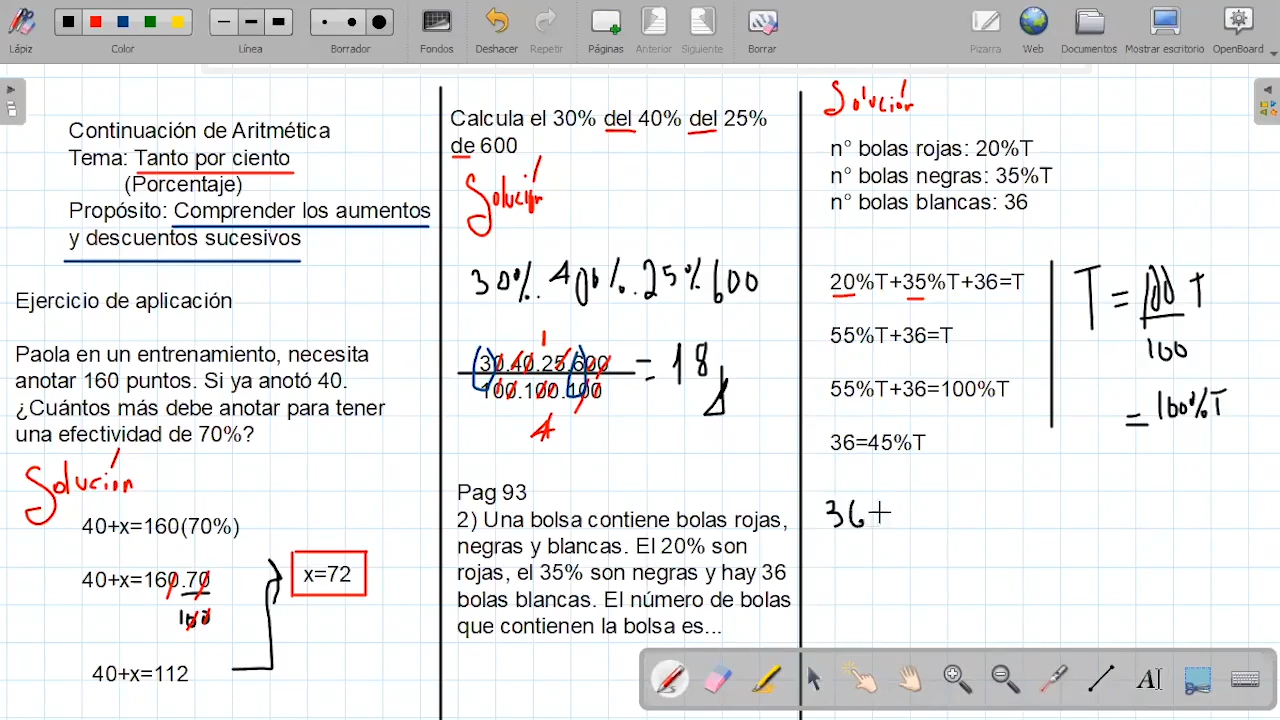 Lápiz
Color
Línea
Borrador
Fondos
Deshacer
Repetir
Páginas
Anterior
Siguiente
Borrar
Pizarra
Web
Documentos
Mostrar escritorio
OpenBoard
Continuación de Aritmética
Tema: Tanto por ciento
(Porcentaje)
Propósito: Comprender los aumentos
y descuentos sucesivos
Ejercicio de aplicación
Paola en un entrenamiento, necesita
anotar 160 puntos. Si ya anotó 40.
¿Cuántos más debe anotar para tener
una efectividad de 70%?
Solución
40+x=160(70%)
40+x=160.70
100
40+x=112
x=72
Calcula el 30% del 40% del 25%
de 600
Solución
30%.40%.25%600
30.40.25.600
100.100.100
= 18
1
4
Pag 93
2) Una bolsa contiene bolas rojas,
negras y blancas. El 20% son
rojas, el 35% son negras y hay 36
bolas blancas. El número de bolas
que contienen la bolsa es...
Solución
n° bolas rojas: 20%T
n° bolas negras: 35%T
n° bolas blancas: 36
20%T+35%T+36=T
55%T+36=T
55%T+36=100%T
36=45%T
36+
T = 100 T
100
= 100%T